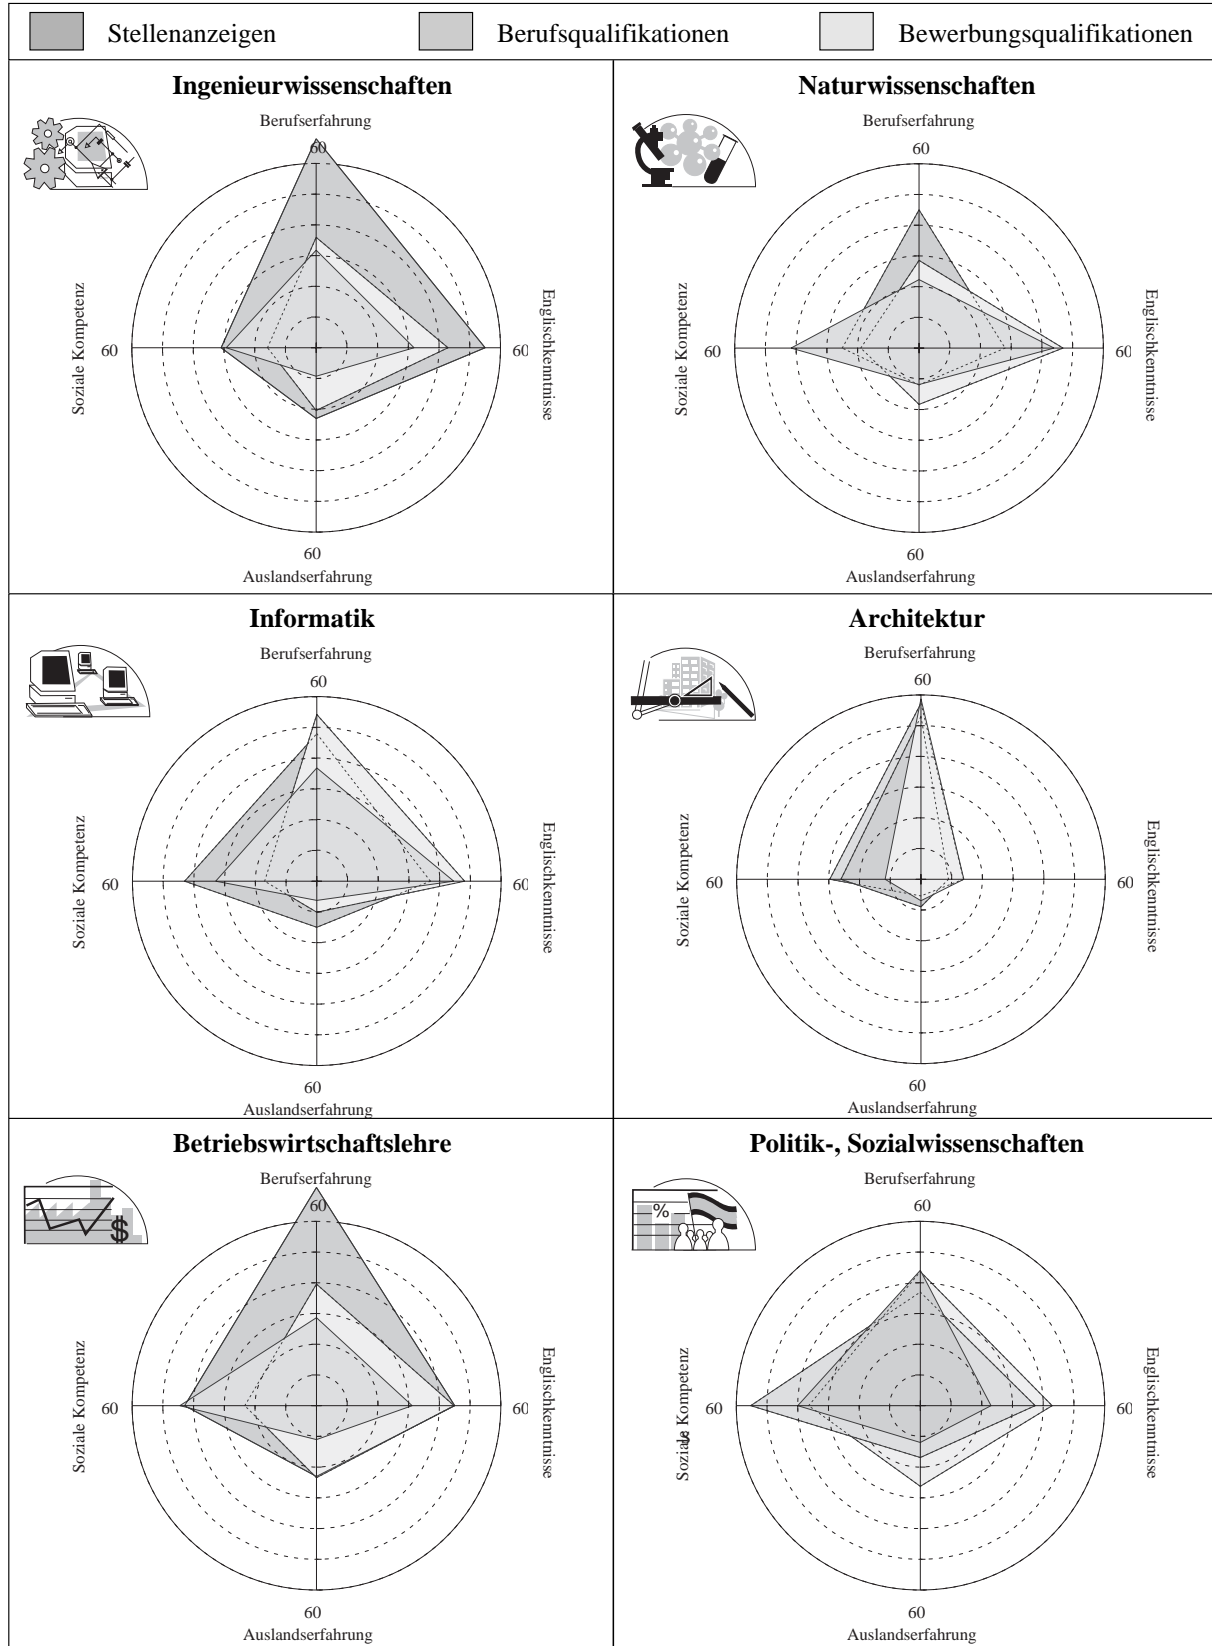 Stellenanzeigen Berufsqualifikationen Bewerbungsqualifikationen
Ingenieurwissenschaften
Berufserfahrung
60
Soziale Kompetenz
60
60
Englischkenntnisse
60
Auslandserfahrung
Naturwissenschaften
Berufserfahrung
60
Soziale Kompetenz
60
60
Englischkenntnisse
60
Auslandserfahrung
Informatik
Berufserfahrung
60
Soziale Kompetenz
60
60
Englischkenntnisse
60
Auslandserfahrung
Architektur
Berufserfahrung
60
Soziale Kompetenz
60
60
Englischkenntnisse
60
Auslandserfahrung
Betriebswirtschaftslehre
$
Berufserfahrung
60
Soziale Kompetenz
60
60
Englischkenntnisse
60
Auslandserfahrung
Politik-, Sozialwissenschaften
%
Berufserfahrung
60
Soziale Kompetenz
60
60
Englischkenntnisse
60
Auslandserfahrung